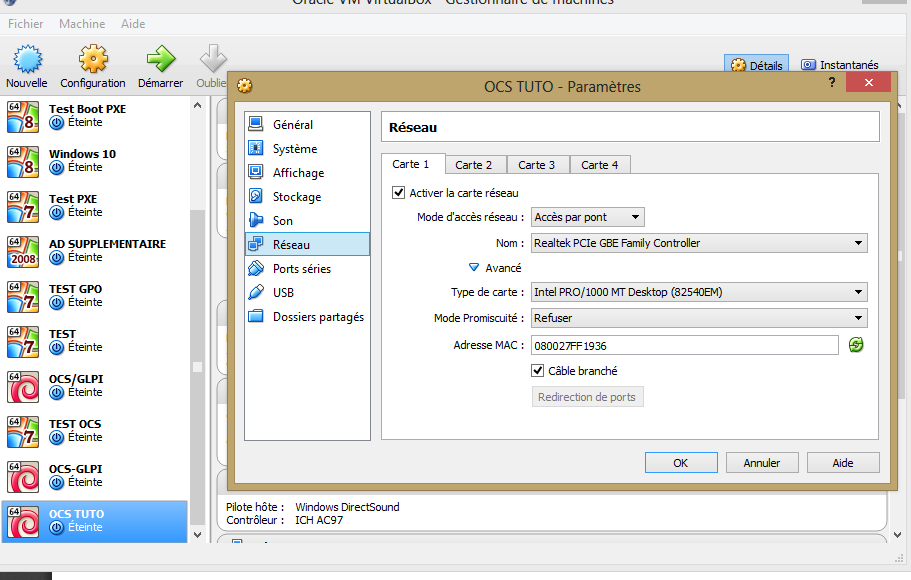 Oracle VM VirtualBox - Gestionnaire de machines
Fichier Machine Aide
Nouvelle Configuration Démarrer Oublie
Détails Instantanés
64 8 Test Boot PXE
Éteinte
64 8 Windows 10
Éteinte
64 7 Test PXE
Éteinte
64 2008 AD SUPPLEMENTAIRE
Éteinte
64 7 TEST GPO
Éteinte
64 7 TEST
Éteinte
64 OCS/GLPI
Éteinte
64 7 TEST OCS
Éteinte
64 OCS-GLPI
Éteinte
64 OCS TUTO
Éteinte
OCS TUTO - Paramètres ? x
Général
Système
Affichage
Stockage
Son
Réseau
Ports séries
USB
Dossiers partagés
Réseau
Carte 1 Carte 2 Carte 3 Carte 4
Activer la carte réseau
Mode d'accès réseau : Accès par pont
Nom : Realtek PCIe GBE Family Controller
Avancé
Type de carte : Intel PRO/1000 MT Desktop (82540EM)
Mode Promiscuité : Refuser
Adresse MAC : 080027FF1936
Câble branché
Redirection de ports
OK Annuler Aide
Pilote hôte : Windows DirectSound
Contrôleur : ICH AC97